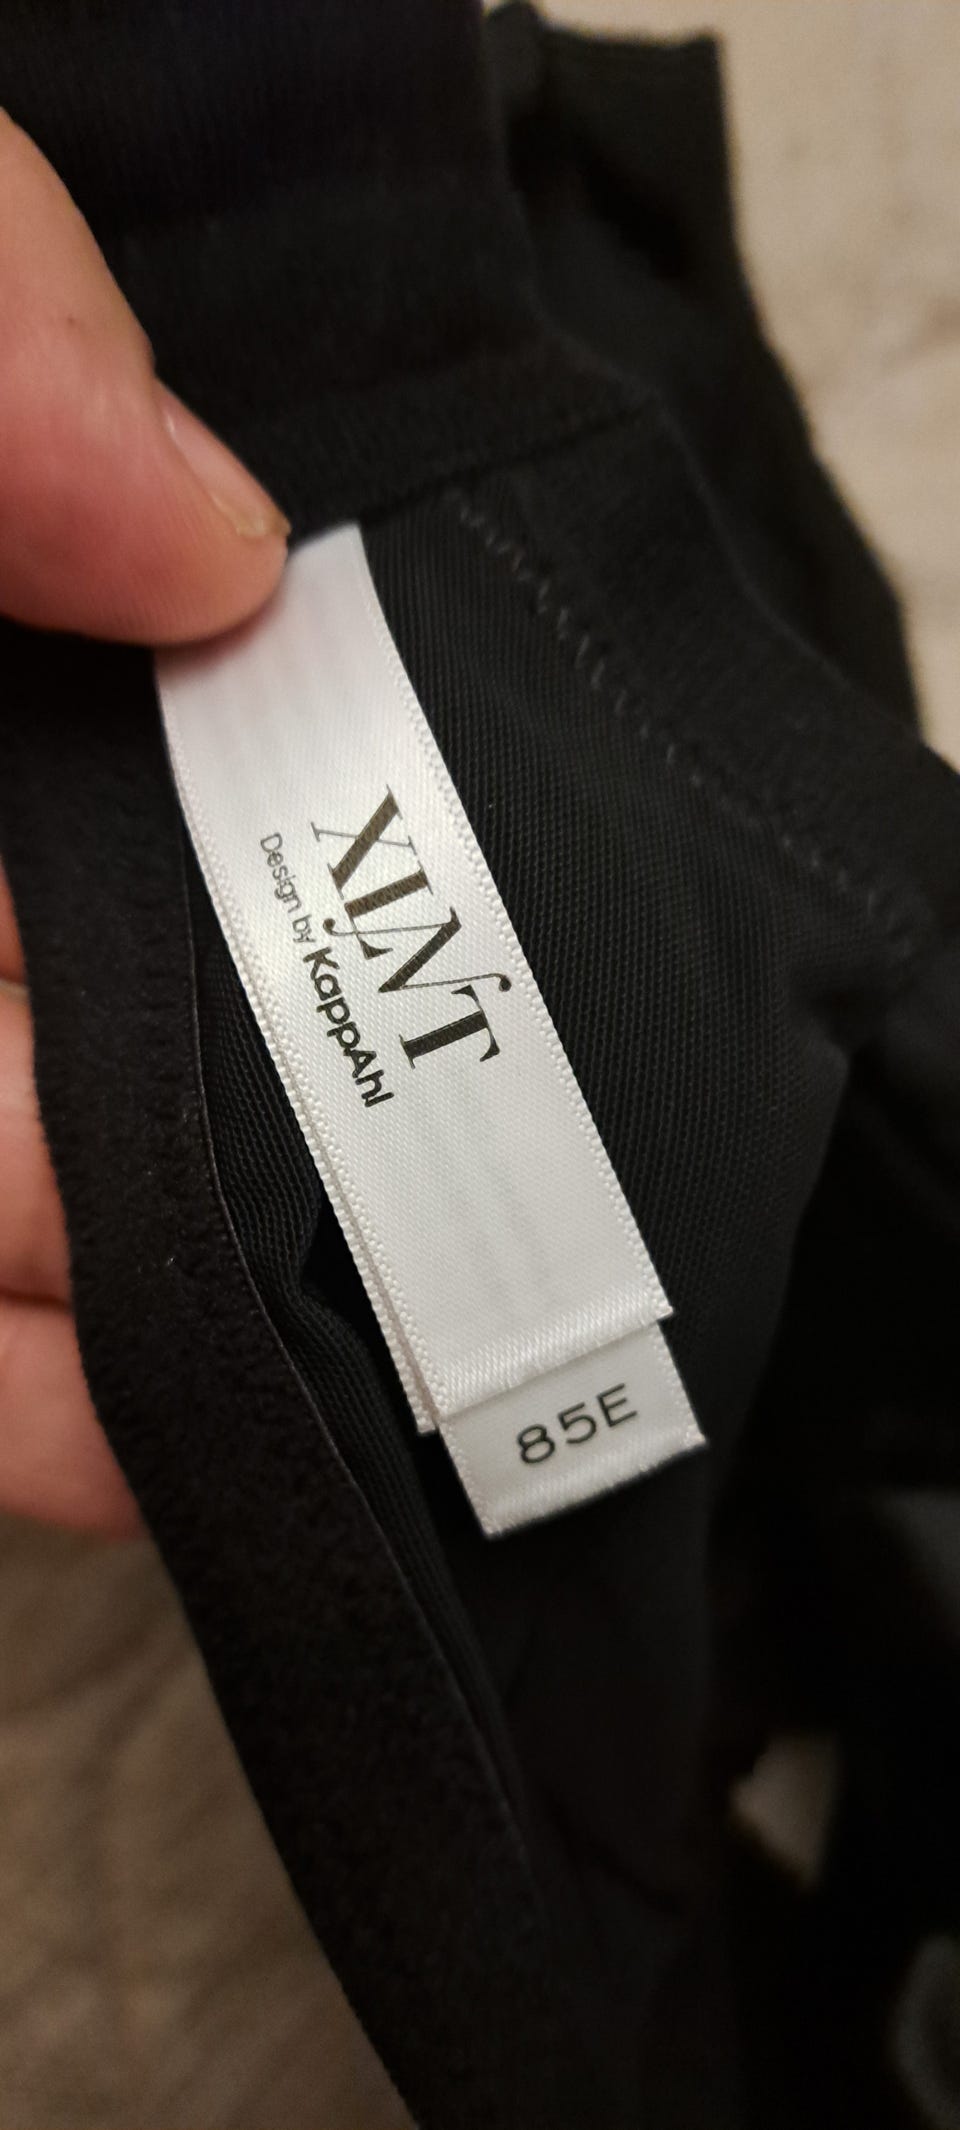 XLNT
Design by KappAhl
85E